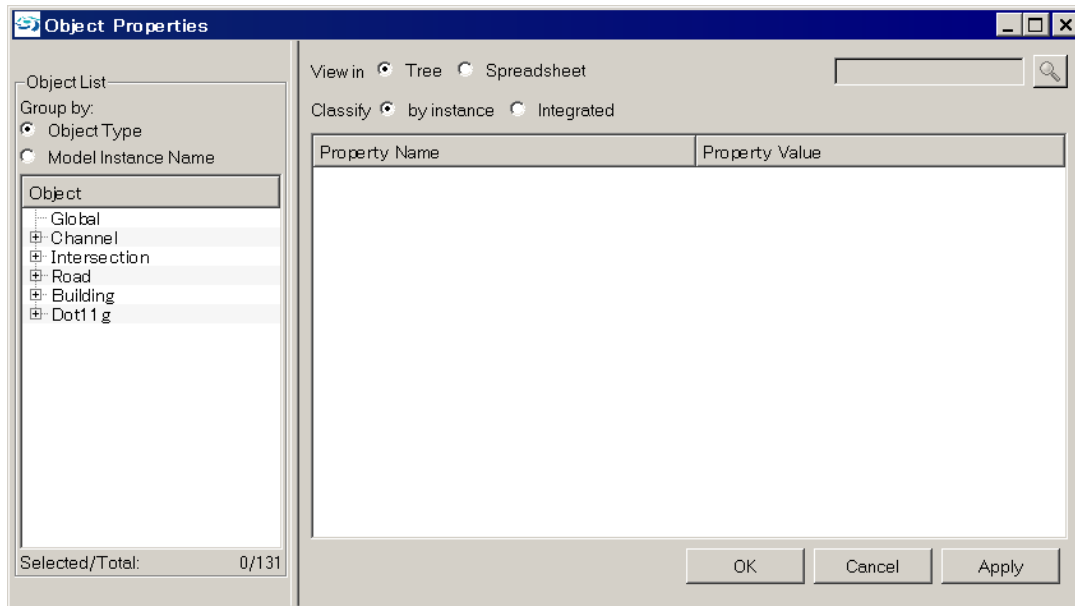 Object Properties
Object List
Group by:
Object Type
Model Instance Name
Object
Global
Channel
Intersection
Road
Building
Dot11g
Selected/Total: 0/131
View in Tree Spreadsheet
Classify by instance Integrated
Property Name Property Value
OK Cancel Apply